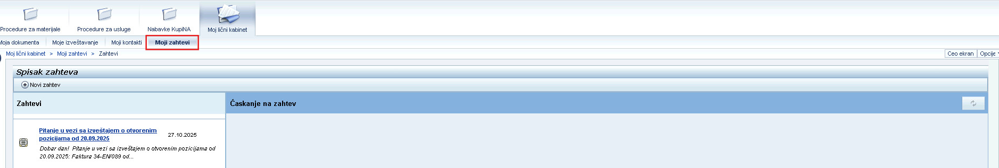 Procedure za materijale Procedure za usluge Nabavke KupiNA Moj lični kabinet
Moja dokumenta Moje izveštavanje Moji kontakti Moji zahtevi
Moj lični kabinet > Moji zahtevi > Zahtevi Ceo ekran Opcije
Spisak zahteva
Novi zahtev
Zahtevi Ćaskanje na zahtev
Pitanje u vezi sa izveštajem o otvorenim
pozicijama od 20.09.2025
27.10.2025
Dobar dan! Pitanje u vezi sa izveštajem o otvorenim pozicijama od
20.09.2025: Faktura 34-EN/089 od...